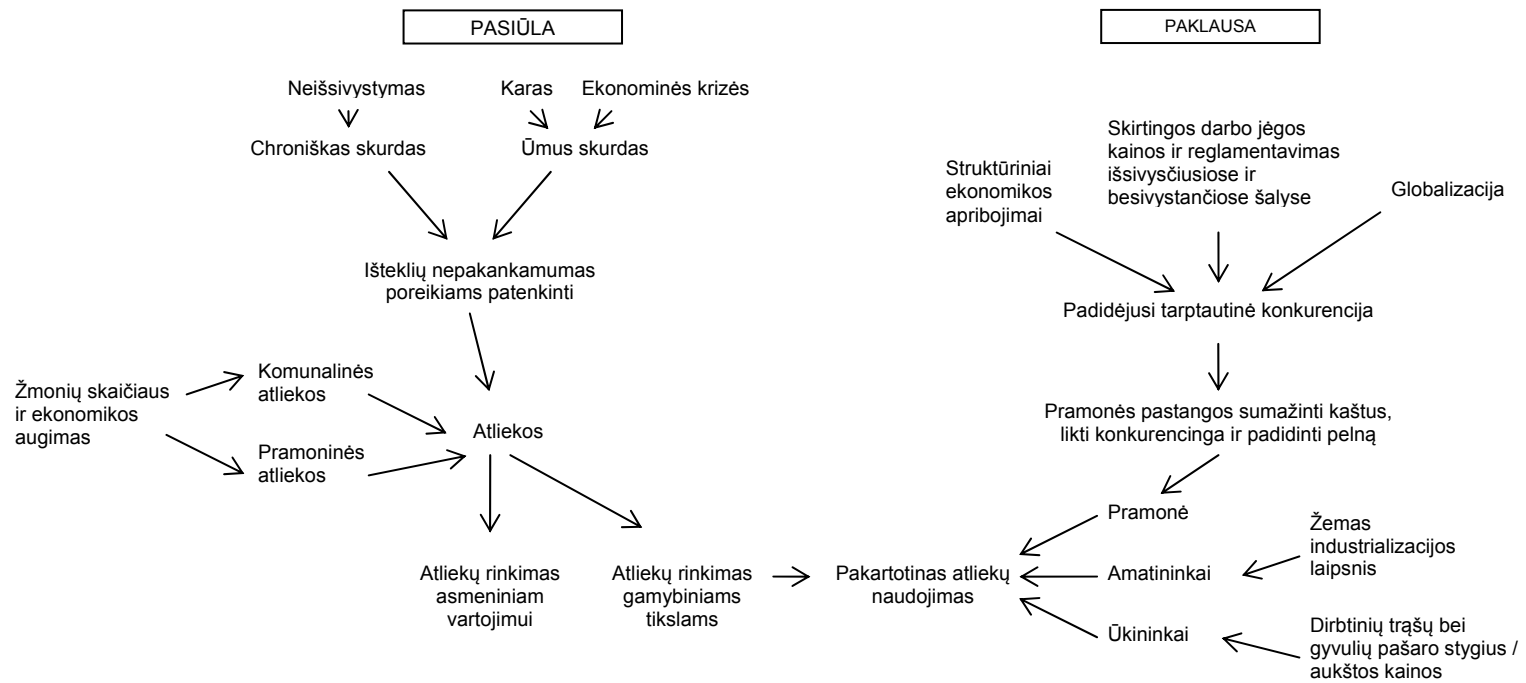 PASIŪLA
PAKLAUSA
Neišsivystymas
Karas
Ekonominės krizės
Chroniškas skurdas
Ūmus skurdas
Išteklių nepakankamumas
poreikiams patenkinti
Žmonių skaičiaus
ir ekonomikos
augimas
Komunalinės
atliekos
Pramoninės
atliekos
Atliekos
Atliekų rinkimas
asmeniniam
vartojimui
Atliekų rinkimas
gamybiniams
tikslams
Struktūriniai
ekonomikos
apribojimai
Skirtingos darbo jėgos
kainos ir reglamentavimas
išsivysčiusiose ir
besivystančiose šalyse
Globalizacija
Padidėjusi tarptautinė konkurencija
Pramonės pastangos sumažinti kaštus,
likti konkurencinga ir padidinti pelną
Pramonė
Pakartotinas atliekų
naudojimas
Amatininkai
Žemas
industrializacijos
laipsnis
Ūkininkai
Dirbtinių trąšų bei
gyvulių pašaro stygius /
aukštos kainos